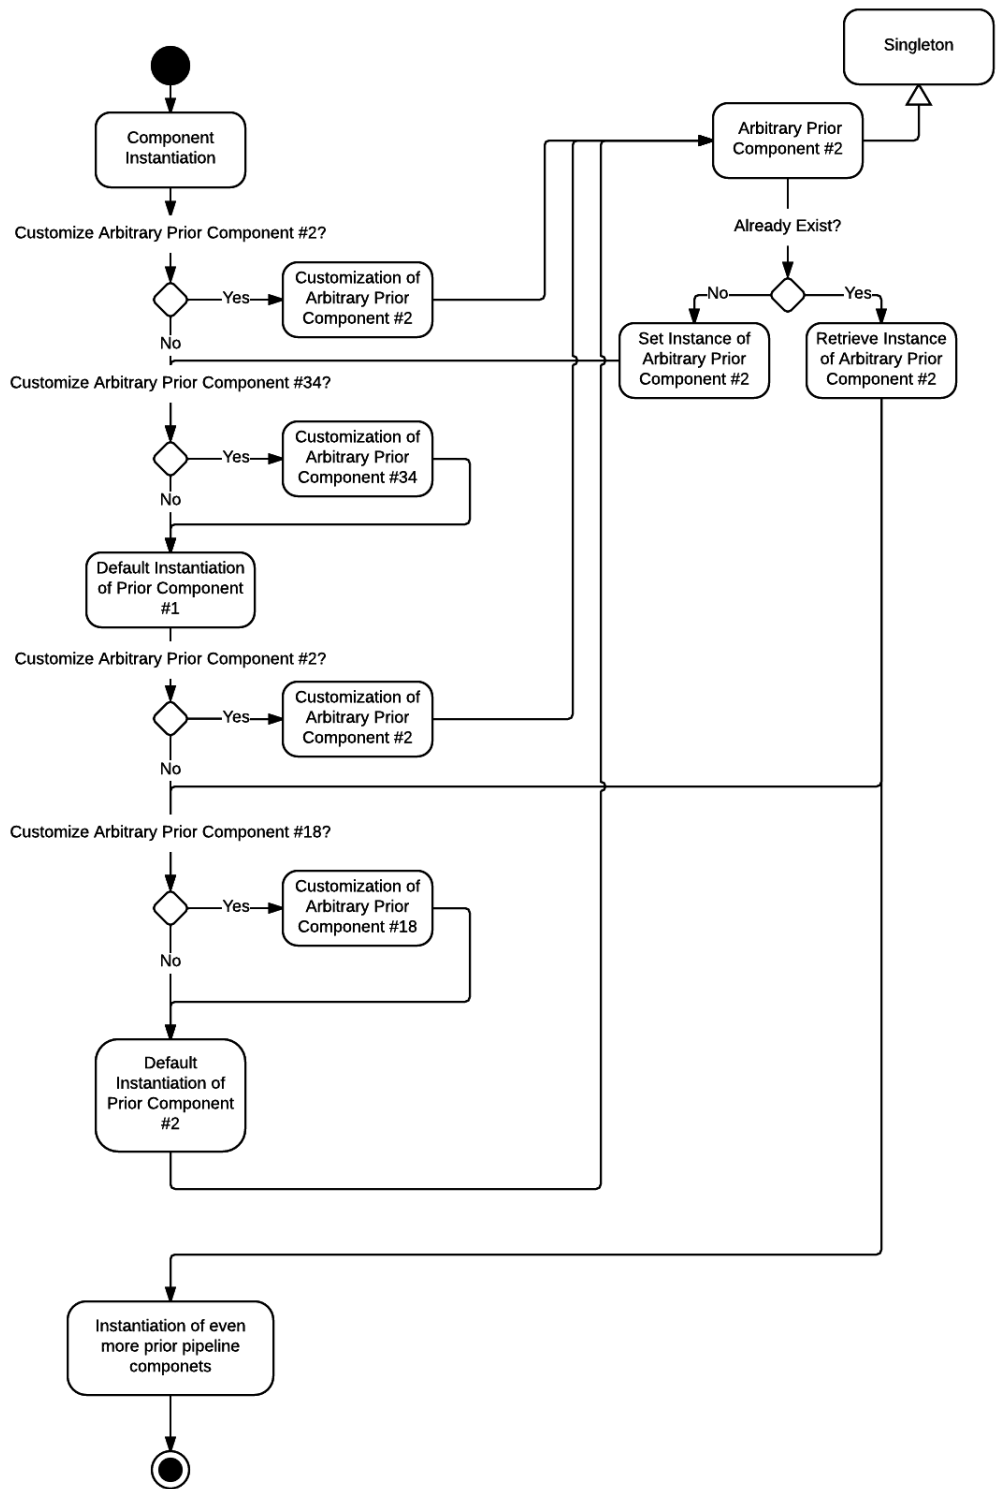 Singleton
Component
Instantiation
Arbitrary Prior
Component #2
Customize Arbitrary Prior Component #2?
Already Exist?
Yes
Customization of
Arbitrary Prior
Component #2
No
No
Yes
Set Instance of
Arbitrary Prior
Component #2
Retrieve Instance
of Arbitrary Prior
Component #2
Customize Arbitrary Prior Component #34?
Yes
Customization of
Arbitrary Prior
Component #34
No
Default Instantiation
of Prior Component
#1
Customize Arbitrary Prior Component #2?
Yes
Customization of
Arbitrary Prior
Component #2
No
Customize Arbitrary Prior Component #18?
Yes
Customization of
Arbitrary Prior
Component #18
No
Default
Instantiation of
Prior Component
#2
Instantiation of even
more prior pipeline
componets